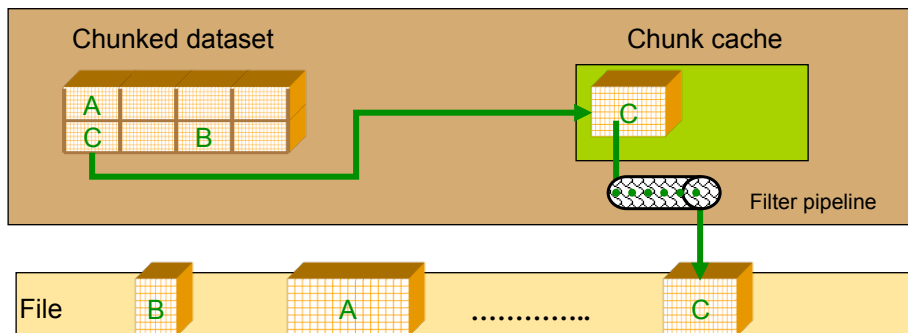 Chunked dataset
Chunk cache
A
C B
C
Filter pipeline
File B A ………….. C